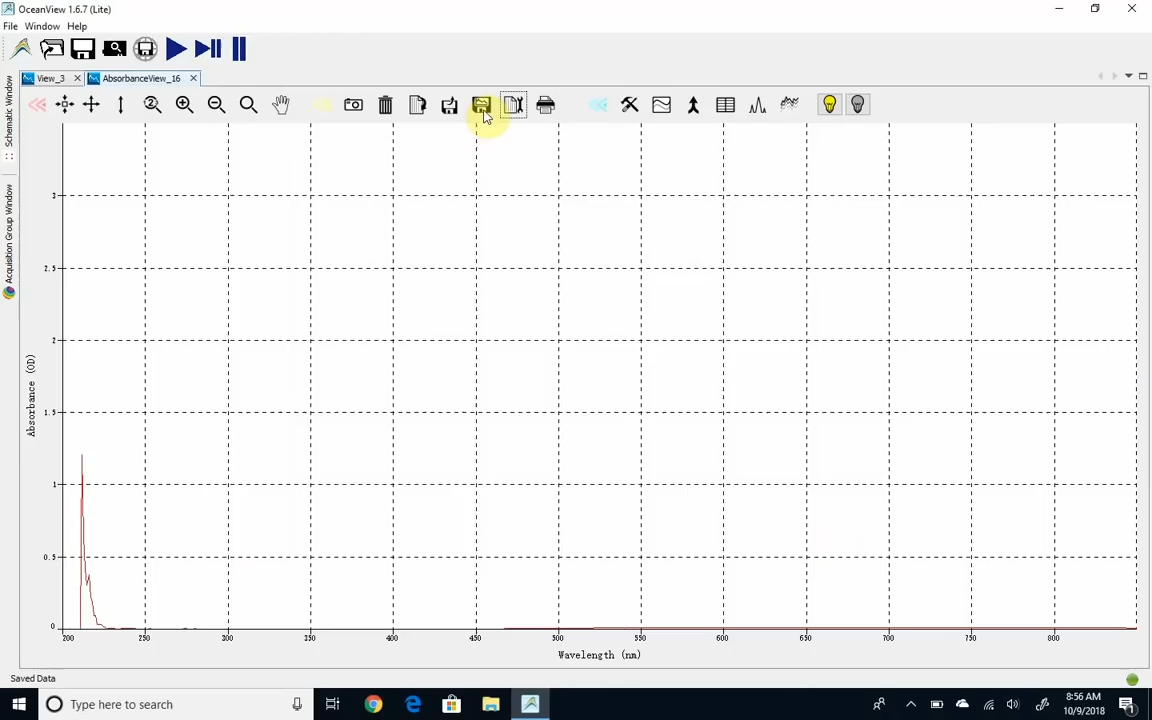 OceanView 1.6.7 (Lite)
File Window Help
View_3
AbsorbanceView_16
Schematic Window
Acquisition Group Window
2
3
2.5
2
1.5
1
0.5
0
Absorbance (OD)
200 250 300 350 400 450 500 550 600 650 700 750 800
Wavelength (nm)
Saved Data
Type here to search
8:56 AM
10/9/2018
1